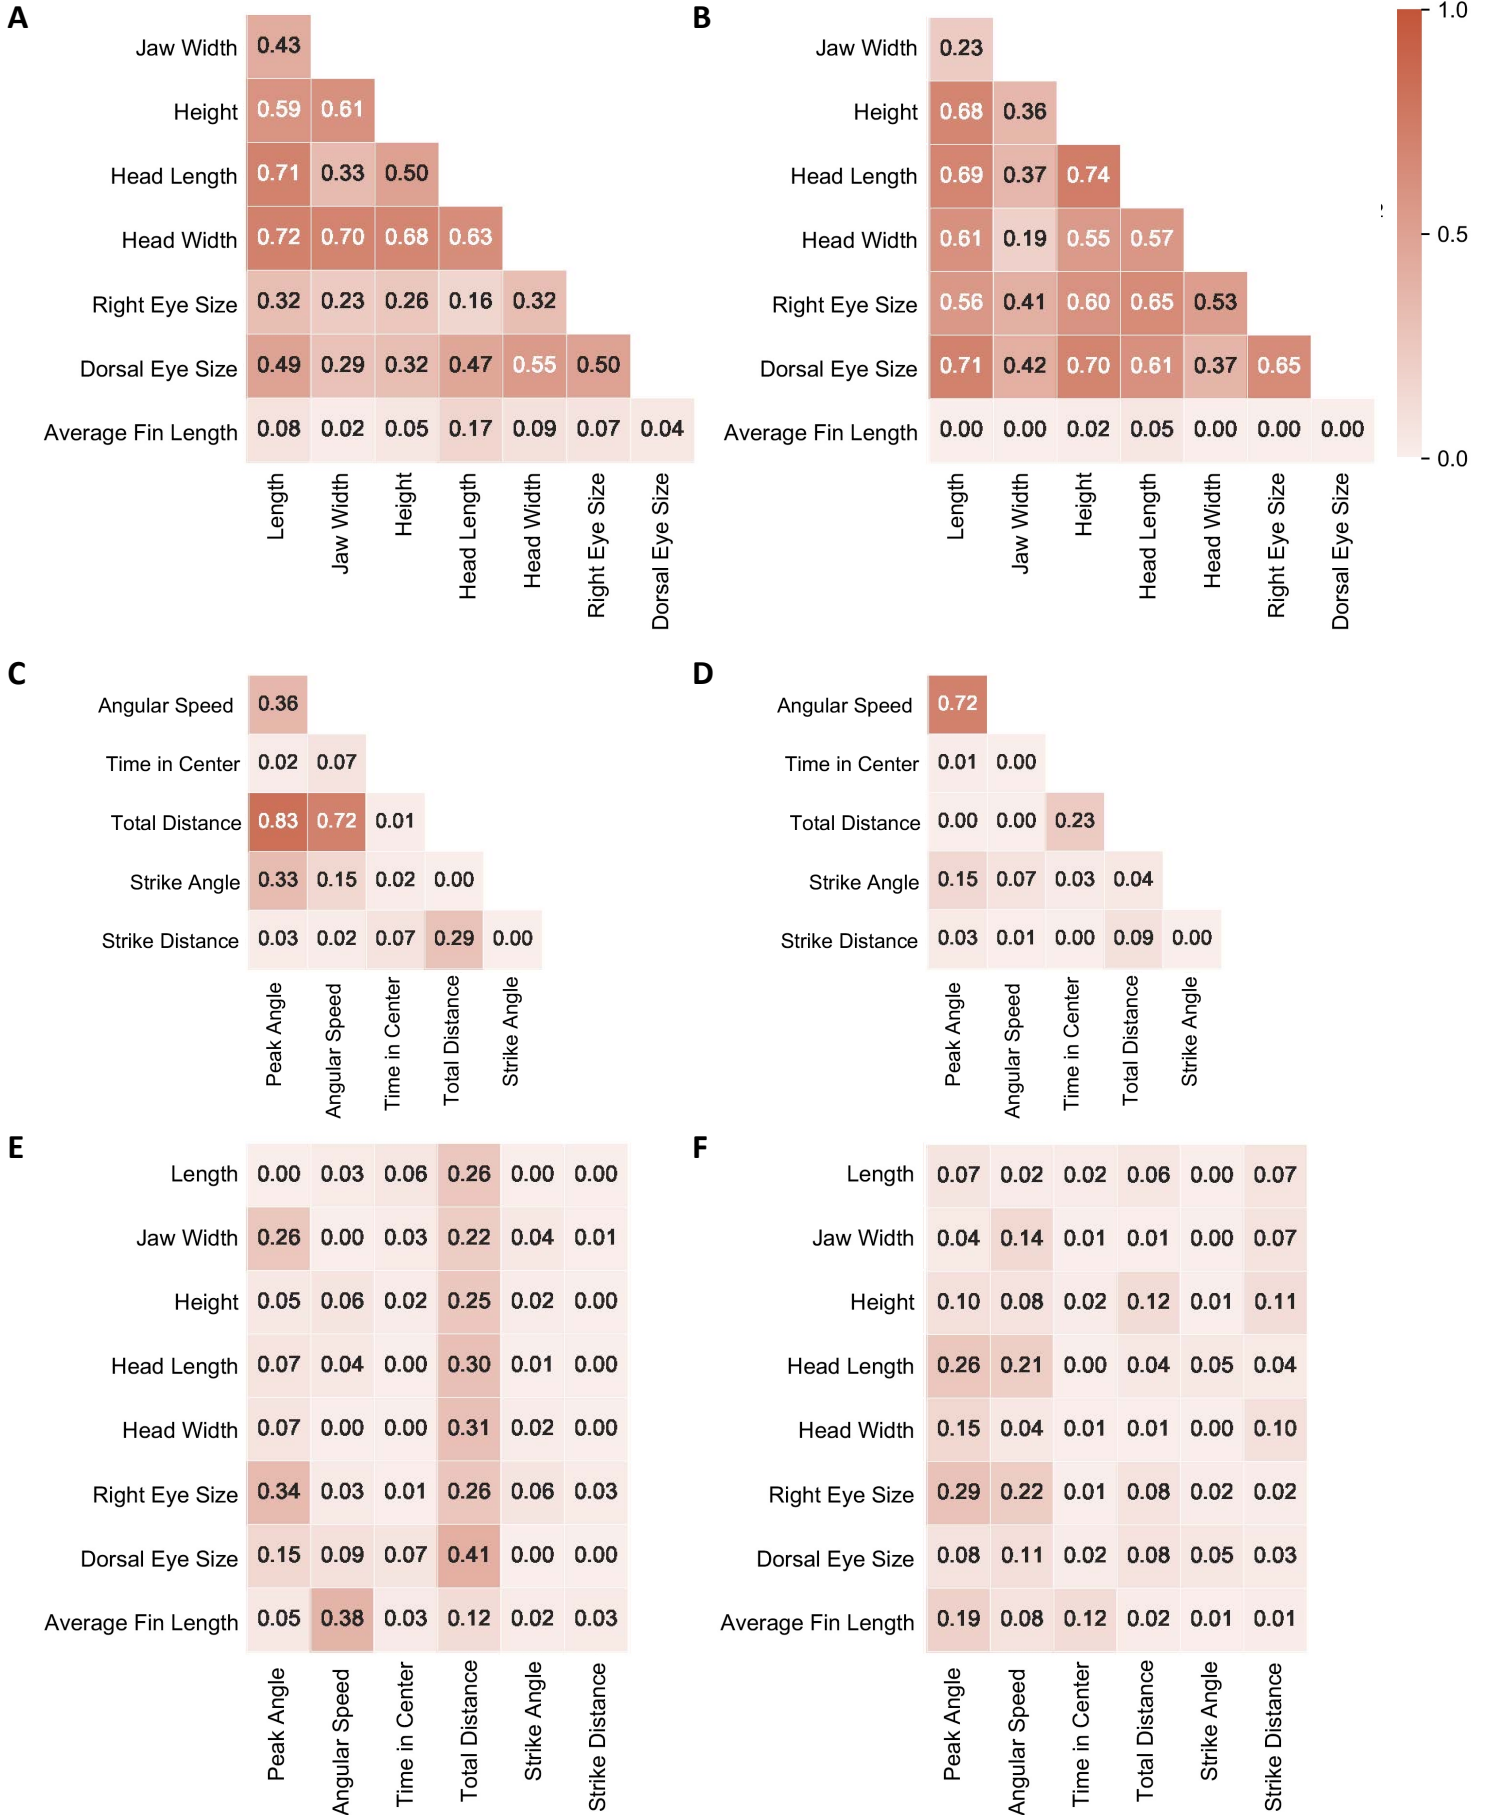 A
Jaw Width 0.43
Height 0.59 0.61
Head Length 0.71 0.33 0.50
Head Width 0.72 0.70 0.68 0.63
Right Eye Size 0.32 0.23 0.26 0.16 0.32
Dorsal Eye Size 0.49 0.29 0.32 0.47 0.55 0.50
Average Fin Length 0.08 0.02 0.05 0.17 0.09 0.07 0.04
Length
Jaw Width
Height
Head Length
Head Width
Right Eye Size
Dorsal Eye Size
B
Jaw Width 0.23
Height 0.68 0.36
Head Length 0.69 0.37 0.74
Head Width 0.61 0.19 0.55 0.57
Right Eye Size 0.56 0.41 0.60 0.65 0.53
Dorsal Eye Size 0.71 0.42 0.70 0.61 0.37 0.65
Average Fin Length 0.00 0.00 0.02 0.05 0.00 0.00 0.00
Length
Jaw Width
Height
Head Length
Head Width
Right Eye Size
Dorsal Eye Size
1.0
0.5
0.0
C
Angular Speed 0.36
Time in Center 0.02 0.07
Total Distance 0.83 0.72 0.01
Strike Angle 0.33 0.15 0.02 0.00
Strike Distance 0.03 0.02 0.07 0.29 0.00
Peak Angle
Angular Speed
Time in Center
Total Distance
Strike Angle
D
Angular Speed 0.72
Time in Center 0.01 0.00
Total Distance 0.00 0.00 0.23
Strike Angle 0.15 0.07 0.03 0.04
Strike Distance 0.03 0.01 0.00 0.09 0.00
Peak Angle
Angular Speed
Time in Center
Total Distance
Strike Angle
E
Length 0.00 0.03 0.06 0.26 0.00 0.00
Jaw Width 0.26 0.00 0.03 0.22 0.04 0.01
Height 0.05 0.06 0.02 0.25 0.02 0.00
Head Length 0.07 0.04 0.00 0.30 0.01 0.00
Head Width 0.07 0.00 0.00 0.31 0.02 0.00
Right Eye Size 0.34 0.03 0.01 0.26 0.06 0.03
Dorsal Eye Size 0.15 0.09 0.07 0.41 0.00 0.00
Average Fin Length 0.05 0.38 0.03 0.12 0.02 0.03
Peak Angle
Angular Speed
Time in Center
Total Distance
Strike Angle
Strike Distance
F
Length 0.07 0.02 0.02 0.06 0.00 0.07
Jaw Width 0.04 0.14 0.01 0.01 0.00 0.07
Height 0.10 0.08 0.02 0.12 0.01 0.11
Head Length 0.26 0.21 0.00 0.04 0.05 0.04
Head Width 0.15 0.04 0.01 0.01 0.00 0.10
Right Eye Size 0.29 0.22 0.01 0.08 0.02 0.02
Dorsal Eye Size 0.08 0.11 0.02 0.08 0.05 0.03
Average Fin Length 0.19 0.08 0.12 0.02 0.01 0.01
Peak Angle
Angular Speed
Time in Center
Total Distance
Strike Angle
Strike Distance